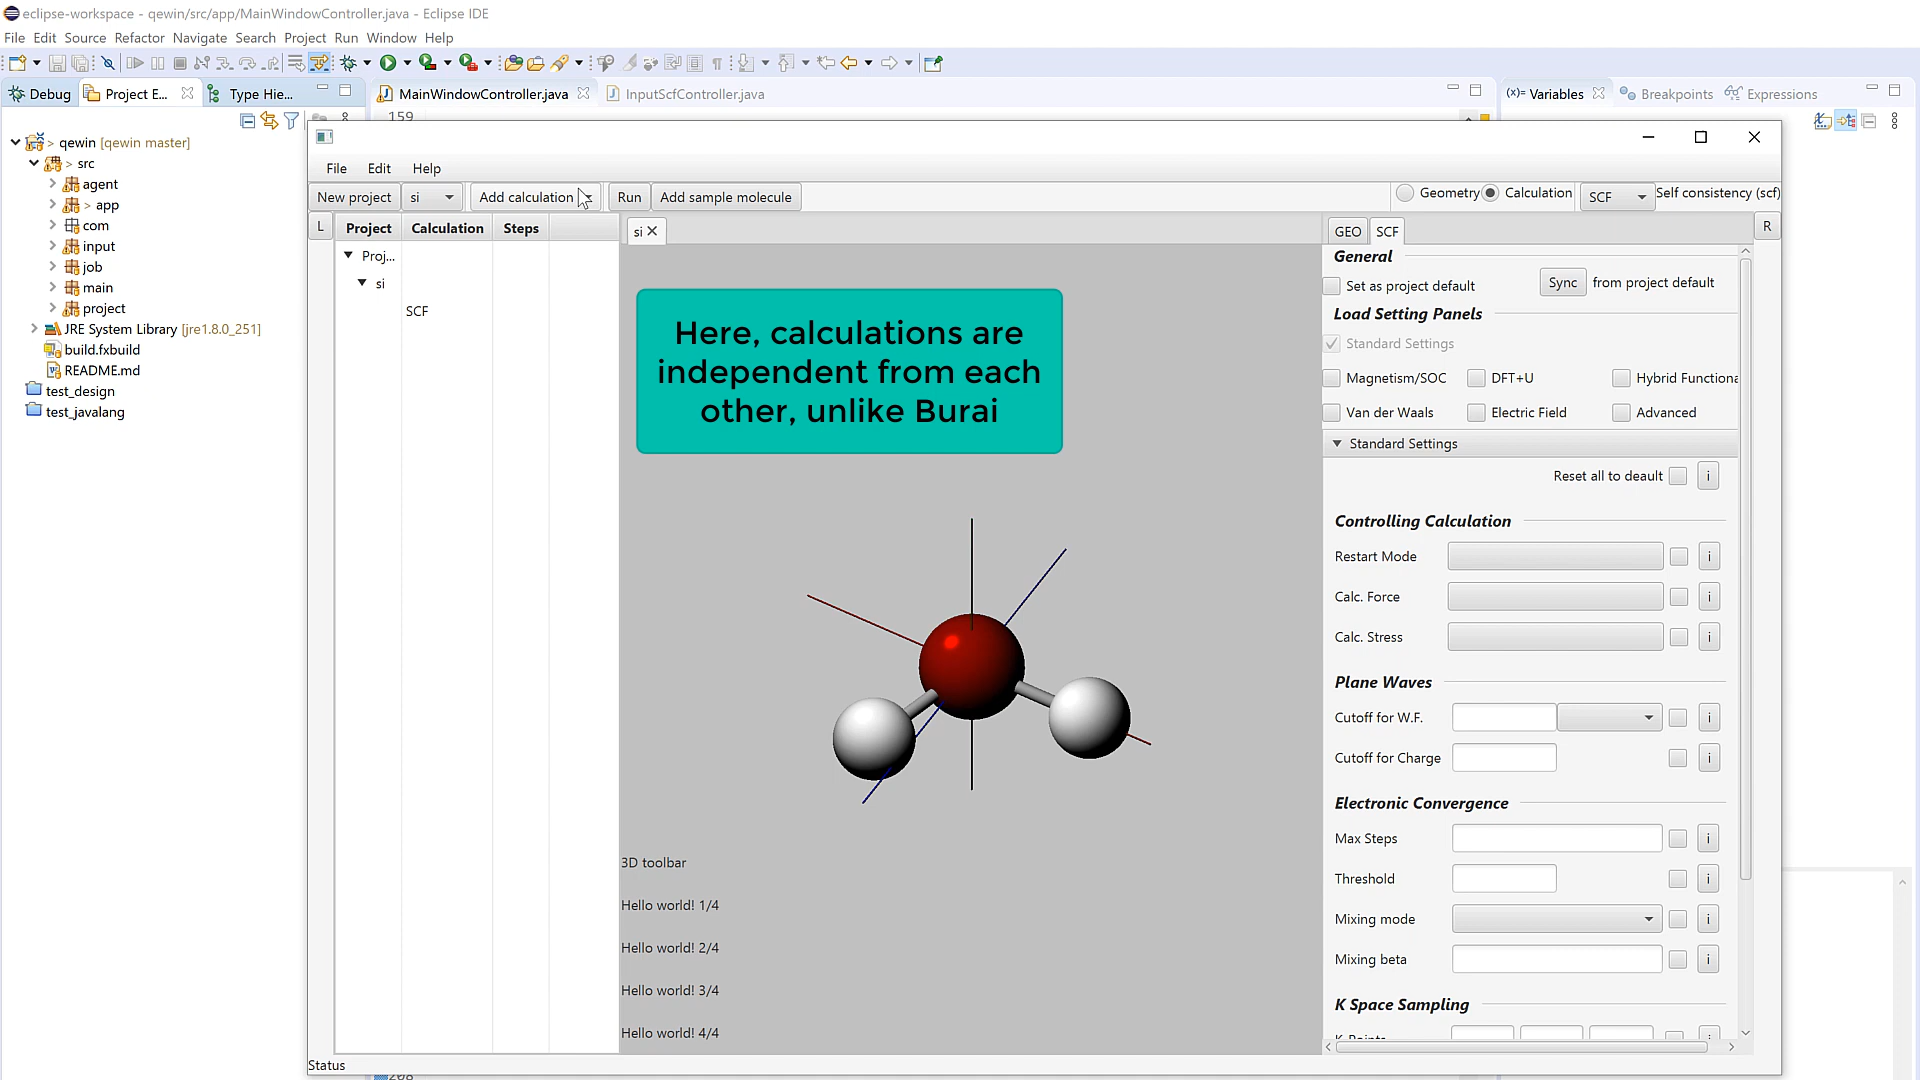 eclipse-workspace - qewin/src/app/MainWindowController.java - Eclipse IDE
File Edit Source Refactor Navigate Search Project Run Window Help
Debug Project E... Type Hie... MainWindowController.java InputScfController.java (x)= Variables Breakpoints Expressions
159
> qewin [qewin master]
> src
agent
> app
com
input
job
main
project
JRE System Library [jre1.8.0_251]
build.fxbuild
README.md
test_design
test_javalang
File Edit Help
New project si Add calculation Run Add sample molecule Geometry Calculation SCF Self consistency (scf)
L Project Calculation Steps
Proj...
si
SCF
si
Here, calculations are
independent from each
other, unlike Burai
3D toolbar
Hello world! 1/4
Hello world! 2/4
Hello world! 3/4
Hello world! 4/4
GEO SCF R
General
Set as project default Sync from project default
Load Setting Panels
Standard Settings
Magnetism/SOC DFT+U Hybrid Functiona
Van der Waals Electric Field Advanced
Standard Settings
Reset all to deault i
Controlling Calculation
Restart Mode i
Calc. Force i
Calc. Stress i
Plane Waves
Cutoff for W.F. i
Cutoff for Charge i
Electronic Convergence
Max Steps i
Threshold i
Mixing mode i
Mixing beta i
K Space Sampling
Status